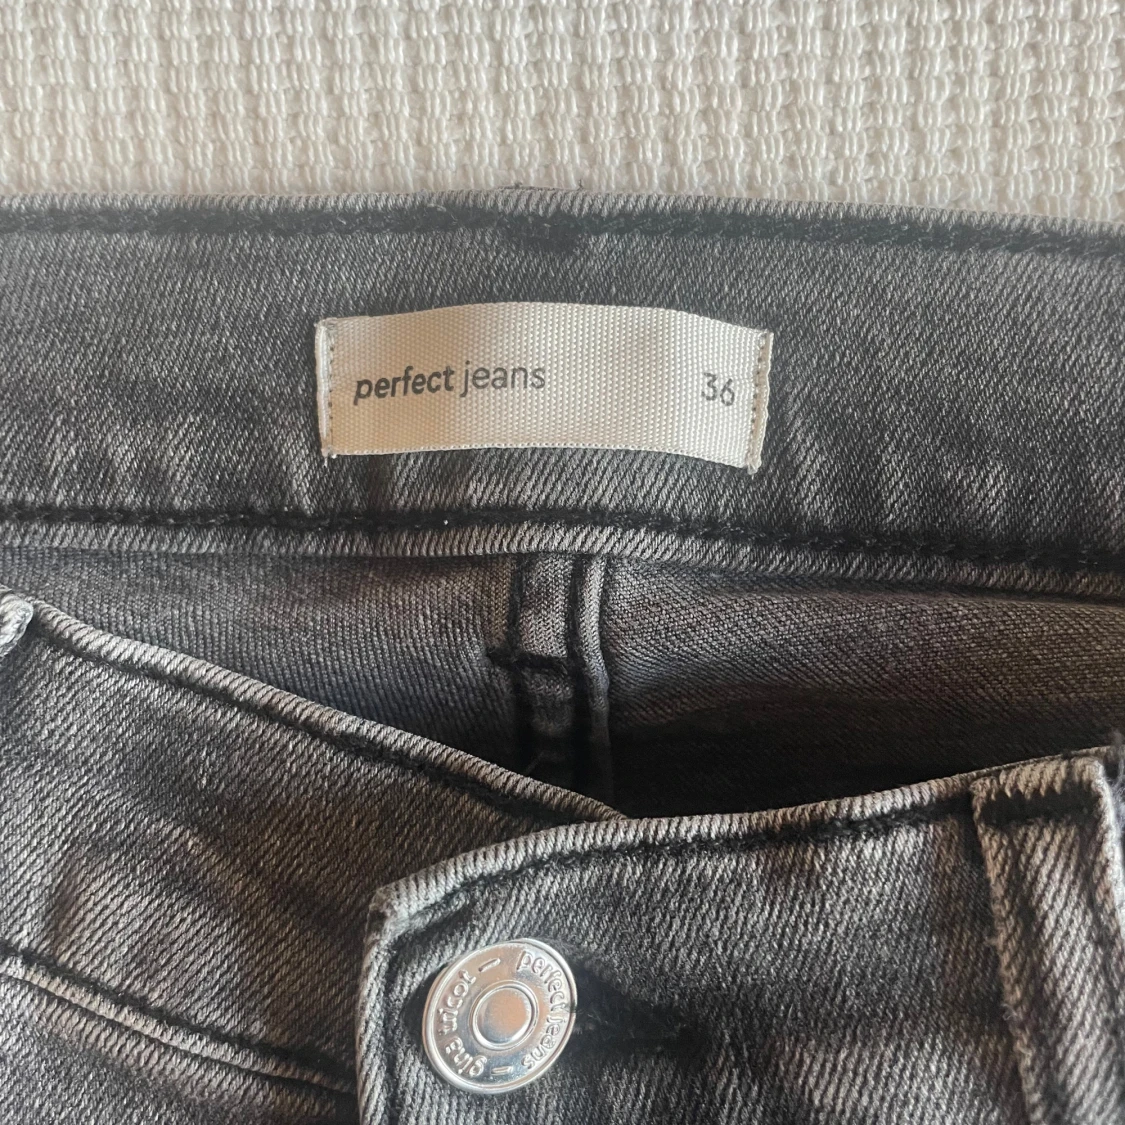 perfect jeans 36
perfect jeans – gina tricot –